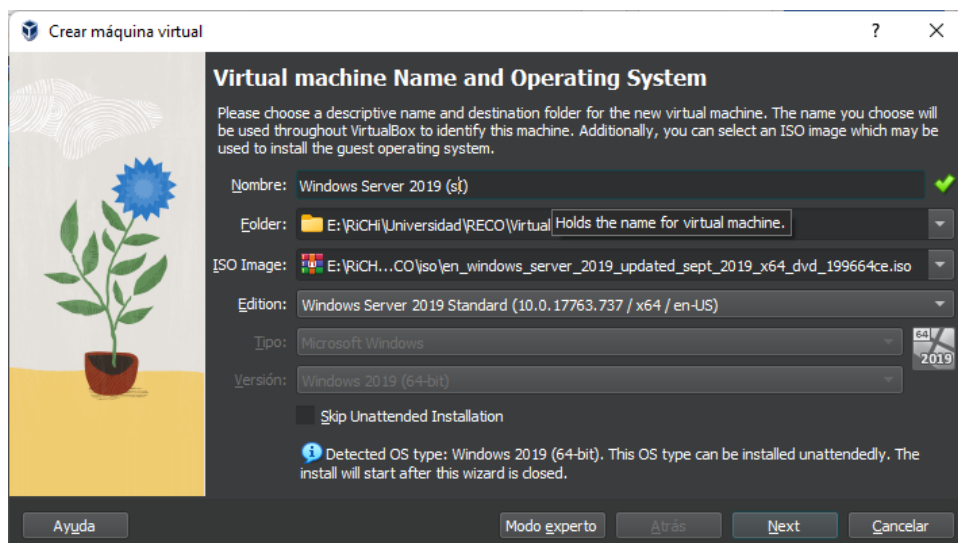 Crear máquina virtual
Virtual machine Name and Operating System
Please choose a descriptive name and destination folder for the new virtual machine. The name you choose will
be used throughout VirtualBox to identify this machine. Additionally, you can select an ISO image which may be
used to install the guest operating system.
Nombre: Windows Server 2019 (st)
Folder: E:\RiCHi\Universidad\RECO\Virtual
Holds the name for virtual machine.
ISO Image: E:\RiCH...CO\iso\en_windows_server_2019_updated_sept_2019_x64_dvd_199664ce.iso
Edition: Windows Server 2019 Standard (10.0.17763.737 / x64 / en-US)
Tipo: Microsoft Windows
64
2019
Versión: Windows 2019 (64-bit)
Skip Unattended Installation
Detected OS type: Windows 2019 (64-bit). This OS type can be installed unattendedly. The
install will start after this wizard is closed.
Ayuda Modo experto Atrás Next Cancelar